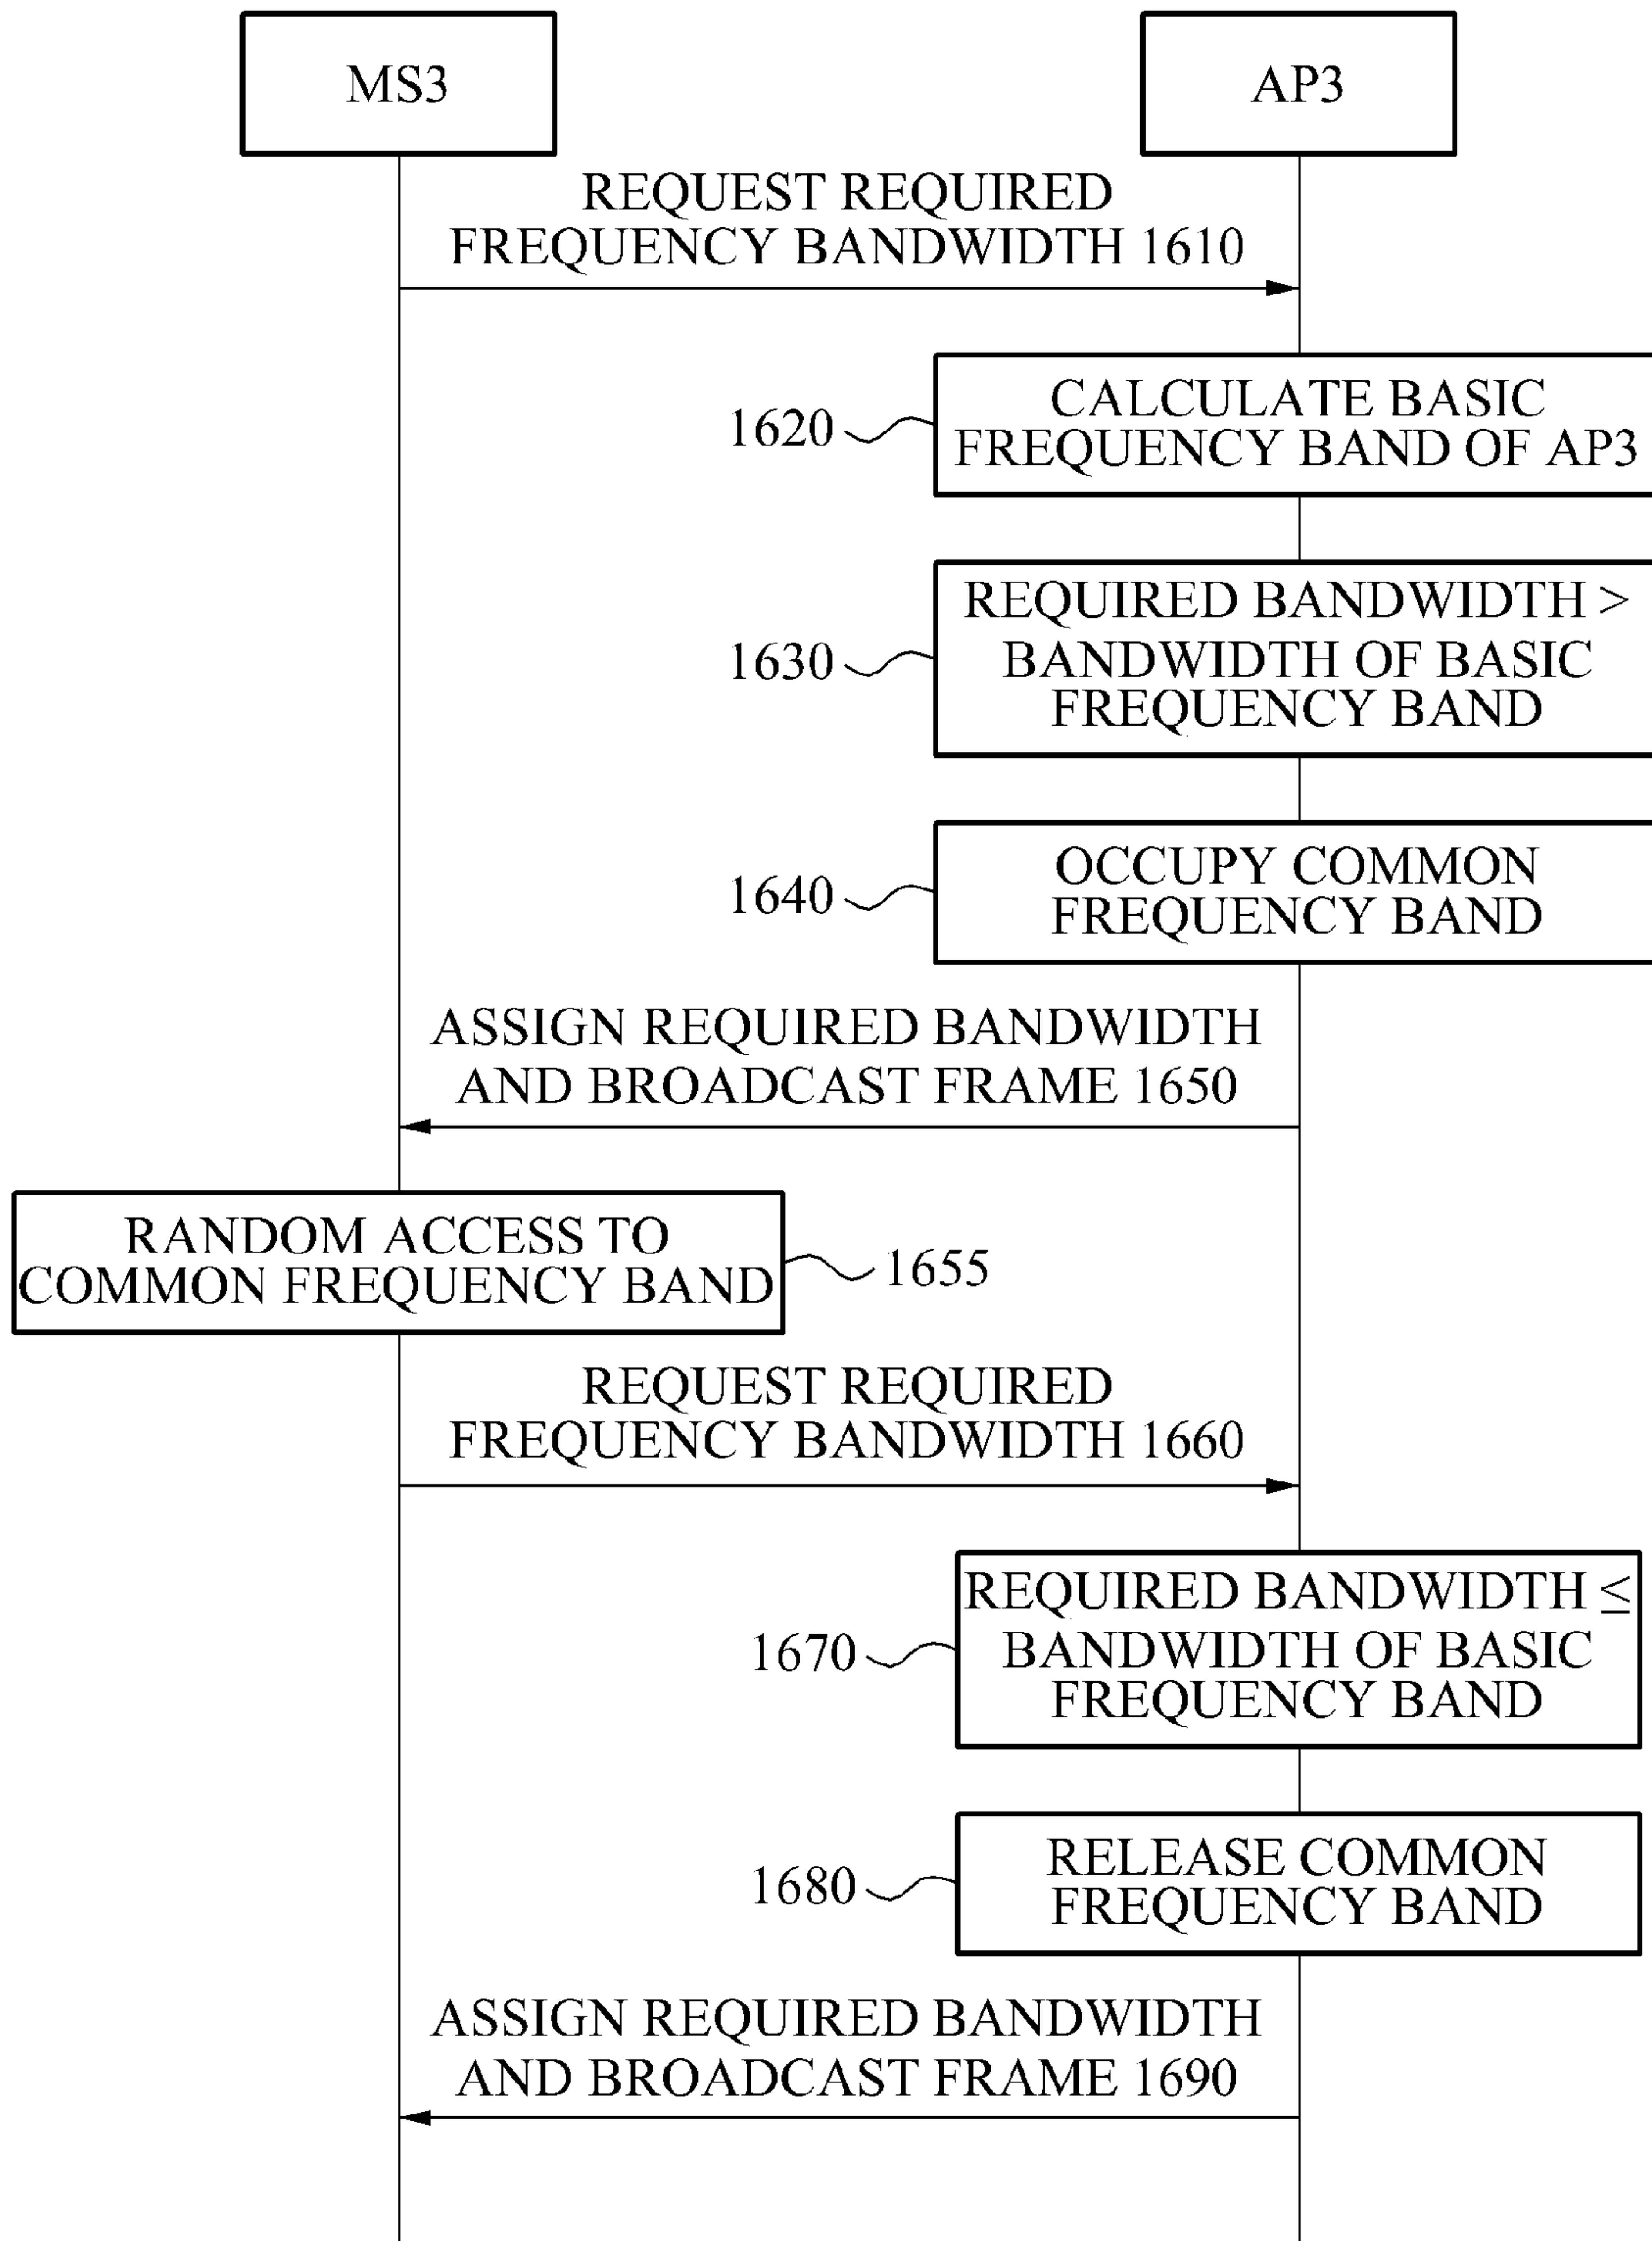 MS3
AP3
REQUEST REQUIRED
FREQUENCY BANDWIDTH 1610
CALCULATE BASIC
FREQUENCY BAND OF AP3
1620
REQUIRED BANDWIDTH >
BANDWIDTH OF BASIC
FREQUENCY BAND
1630
OCCUPY COMMON
FREQUENCY BAND
1640
ASSIGN REQUIRED BANDWIDTH
AND BROADCAST FRAME 1650
RANDOM ACCESS TO
COMMON FREQUENCY BAND
1655
REQUEST REQUIRED
FREQUENCY BANDWIDTH 1660
REQUIRED BANDWIDTH ≤
BANDWIDTH OF BASIC
FREQUENCY BAND
1670
RELEASE COMMON
FREQUENCY BAND
1680
ASSIGN REQUIRED BANDWIDTH
AND BROADCAST FRAME 1690